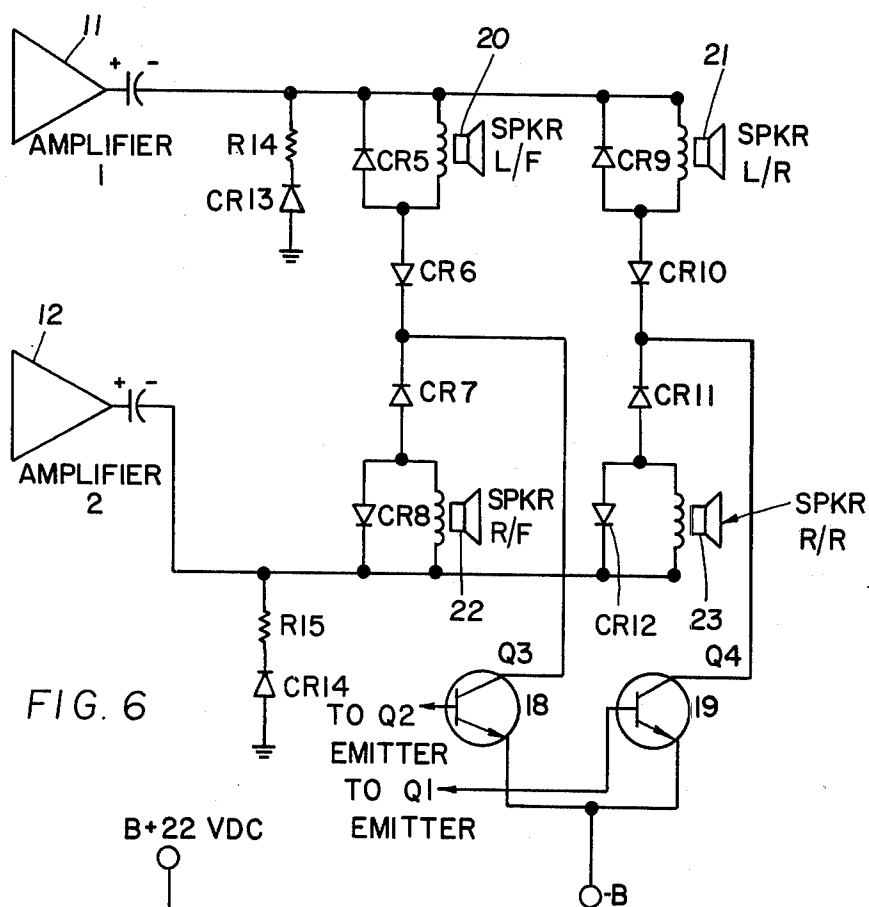 11
20
21
+ -
AMPLIFIER
1
R14
CR13
CR5
SPKR
L/F
CR9
SPKR
L/R
CR6
CR10
12
+ -
AMPLIFIER
2
CR7
CR11
CR8
SPKR
R/F
22
SPKR
R/R
23
CR12
R15
CR14
FIG. 6
Q3
18
Q4
19
TO Q2
EMITTER
TO Q1
EMITTER
B+22 VDC
-B